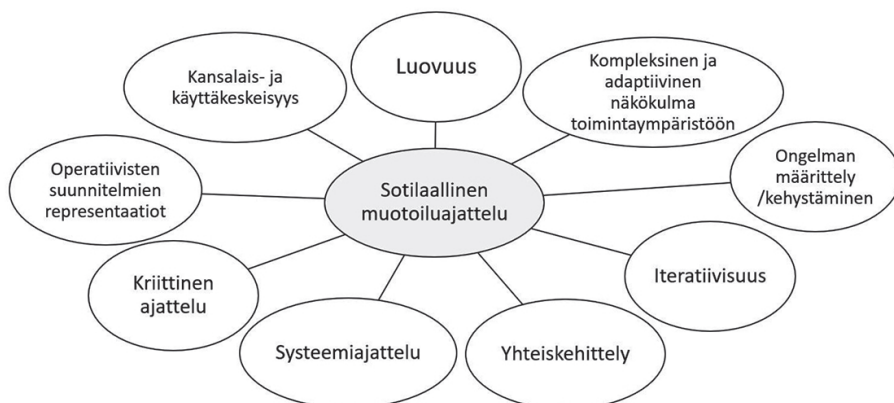 Luovuus
Kompleksinen ja
adaptiivinen
näkökulma
toimintaympäristöön
Ongelman
määrittely
/kehystäminen
Iteratiivisuus
Yhteiskehittely
Systeemiajattelu
Kriittinen
ajattelu
Operatiivisten
suunnitelmien
representaatiot
Kansalais- ja
käyttäkeskeisyys
Sotilaallinen
muotoiluajattelu